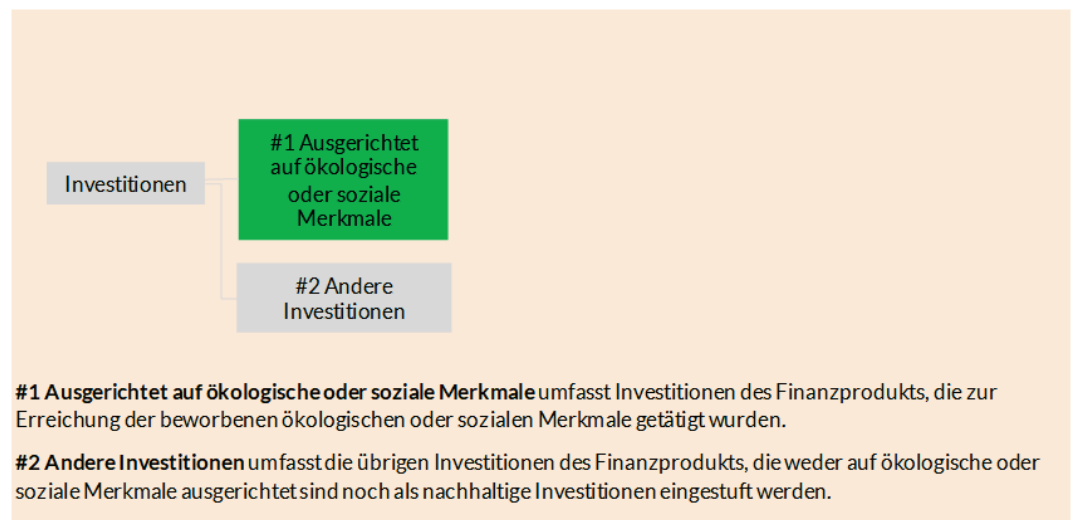 #1 Ausgerichtet
auf ökologische
oder soziale
Merkmale
Investitionen
#2 Andere
Investitionen
#1 Ausgerichtet auf ökologische oder soziale Merkmale umfasst Investitionen des Finanzprodukts, die zur
Erreichung der beworbenen ökologischen oder sozialen Merkmale getätigt wurden.
#2 Andere Investitionen umfasst die übrigen Investitionen des Finanzprodukts, die weder auf ökologische oder
soziale Merkmale ausgerichtet sind noch als nachhaltige Investitionen eingestuft werden.